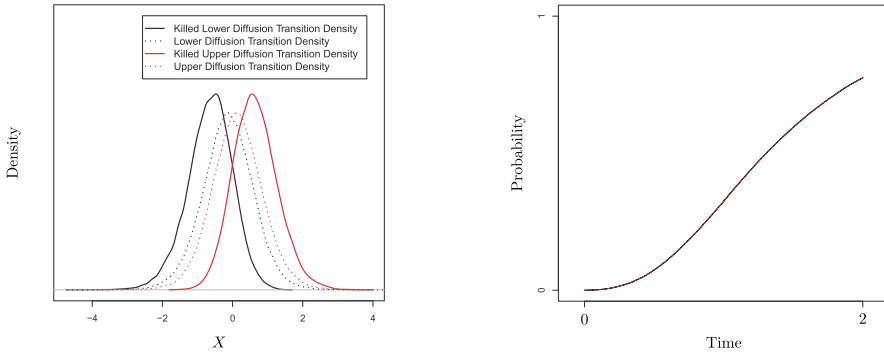 Killed Lower Diffusion Transition Density
Lower Diffusion Transition Density
Killed Upper Diffusion Transition Density
Upper Diffusion Transition Density
Density
−4 −2 0 2 4
X
1
Probability
0
0 2
Time